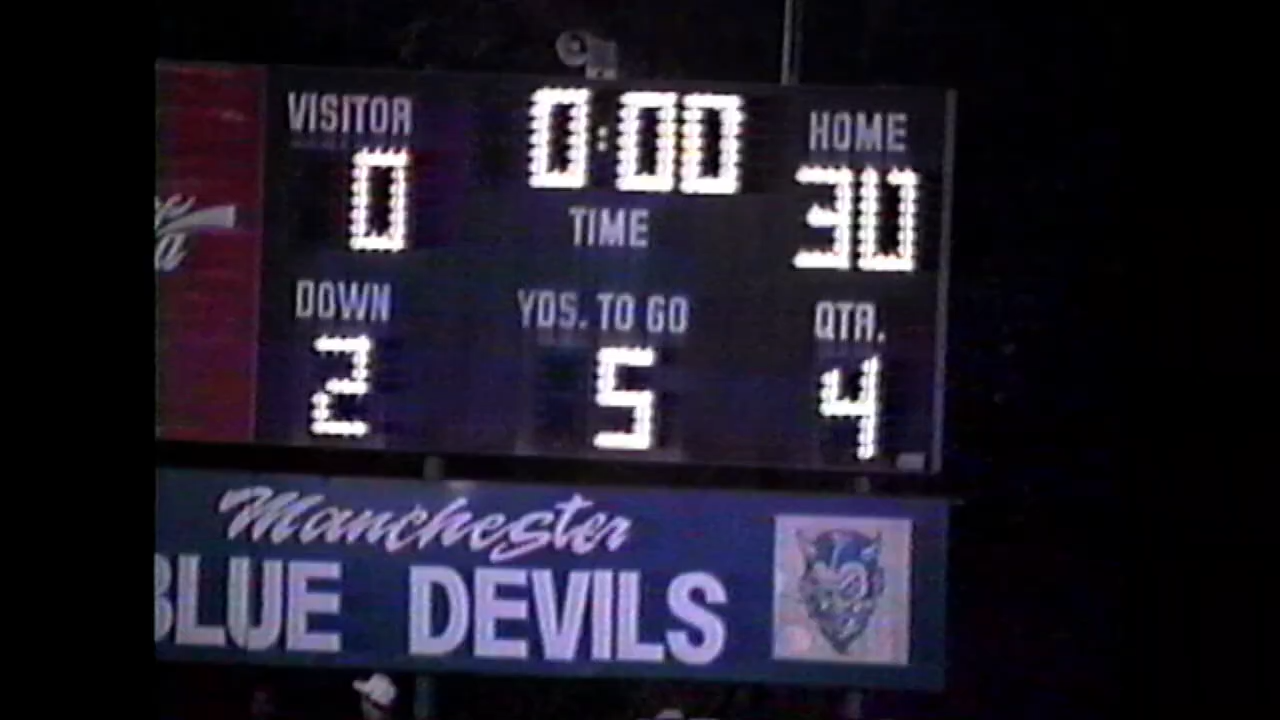 VISITOR 0:00 HOME
0 30
TIME
DOWN YDS. TO GO QTR.
2 5 4
Manchester
BLUE DEVILS